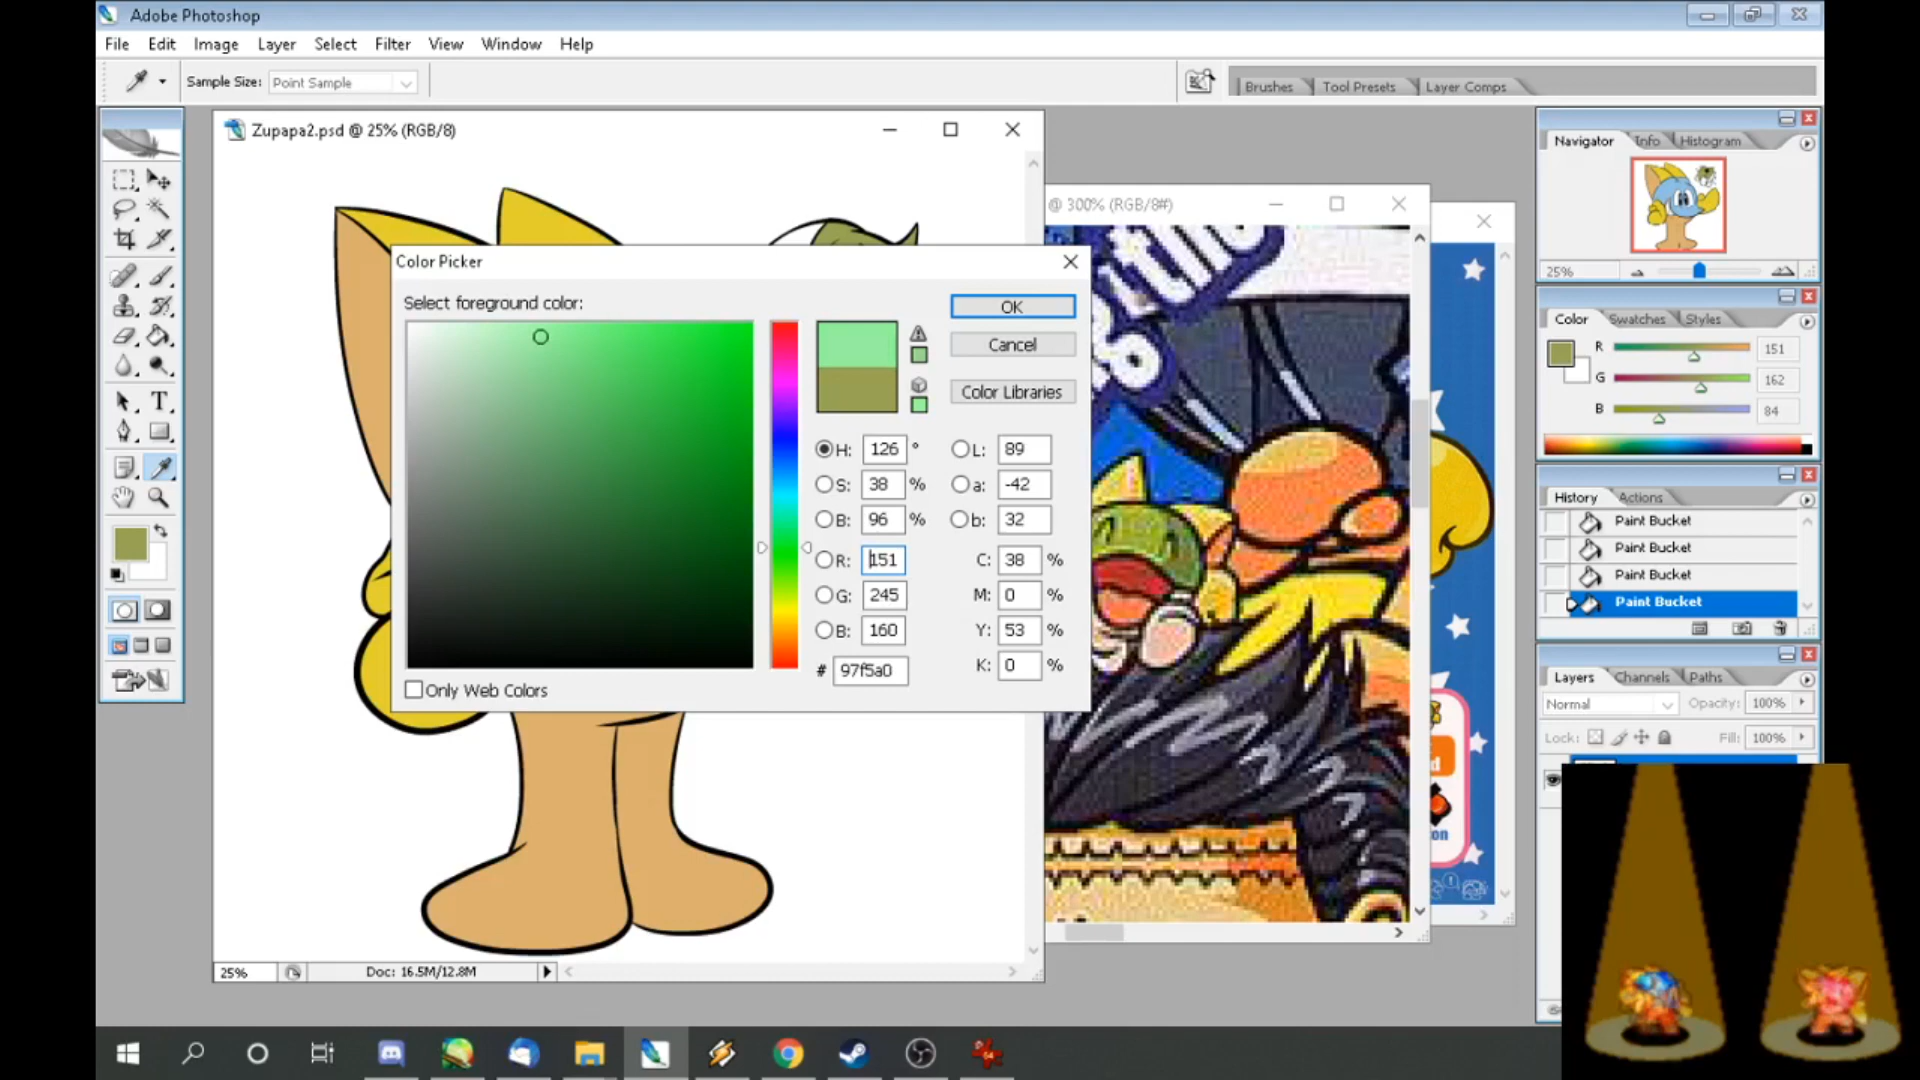 Adobe Photoshop
File Edit Image Layer Select Filter View Window Help
Sample Size: Point Sample
Brushes Tool Presets Layer Comps
Zupapa2.psd @ 25% (RGB/8)
@ 300% (RGB/8#)
Color Picker
Select foreground color:
OK
Cancel
Color Libraries
H: 126 °
S: 38 %
B: 96 %
R: 151
G: 245
B: 160
# 97f5a0
L: 89
a: -42
b: 32
C: 38 %
M: 0 %
Y: 53 %
K: 0 %
Only Web Colors
25%
Doc: 16.5M/12.8M
Navigator Info Histogram
25%
Color Swatches Styles
R 151
G 162
B 84
History Actions
Paint Bucket
Paint Bucket
Paint Bucket
Paint Bucket
Layers Channels Paths
Normal Opacity: 100%
Lock: Fill: 100%